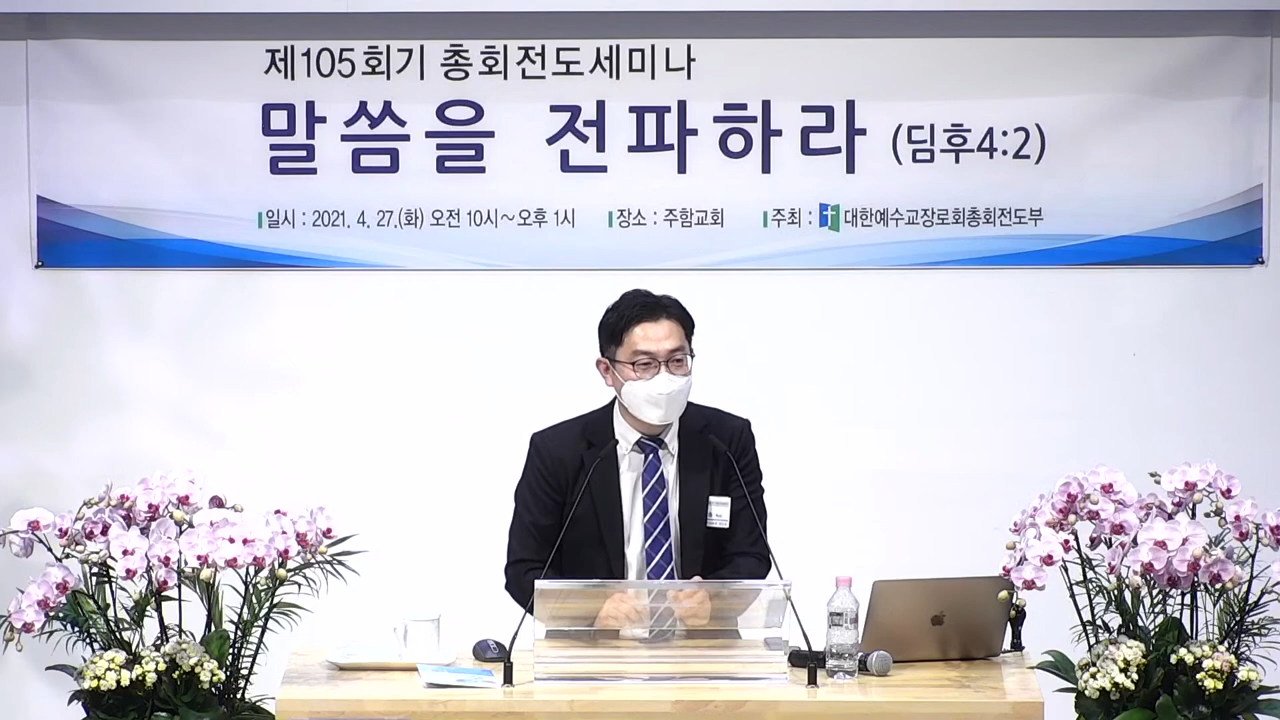 제105회기 총회전도세미나
말씀을 전파하라 (딤후4:2)
일시 : 2021. 4. 27.(화) 오전 10시~오후 1시 장소 : 주함교회 주최 : 대한예수교장로회총회전도부